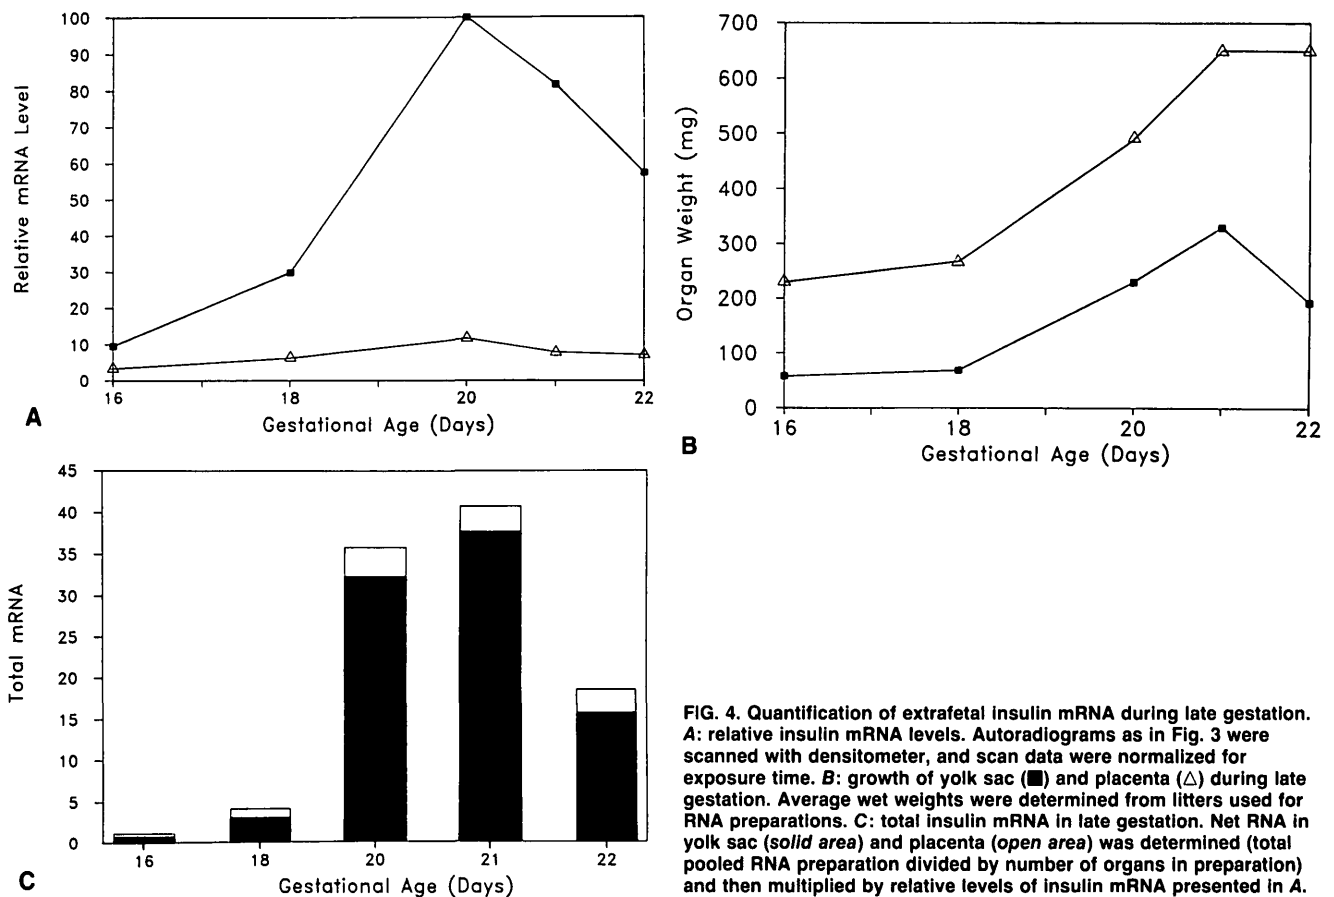 100
90
80
70
60
50
40
30
20
10
0
Relative mRNA Level
16
18
20
22
Gestational Age (Days)
A
700
600
500
400
300
200
100
0
Organ Weight (mg)
16
18
20
22
Gestational Age (Days)
B
45
40
35
30
25
20
15
10
5
0
Total mRNA
16
18
20
21
22
Gestational Age (Days)
C
FIG. 4. Quantification of extrafetal insulin mRNA during late gestation.
A: relative insulin mRNA levels. Autoradiograms as in Fig. 3 were
scanned with densitometer, and scan data were normalized for
exposure time. B: growth of yolk sac (■) and placenta (△) during late
gestation. Average wet weights were determined from litters used for
RNA preparations. C: total insulin mRNA in late gestation. Net RNA in
yolk sac (solid area) and placenta (open area) was determined (total
pooled RNA preparation divided by number of organs in preparation)
and then multiplied by relative levels of insulin mRNA presented in A.